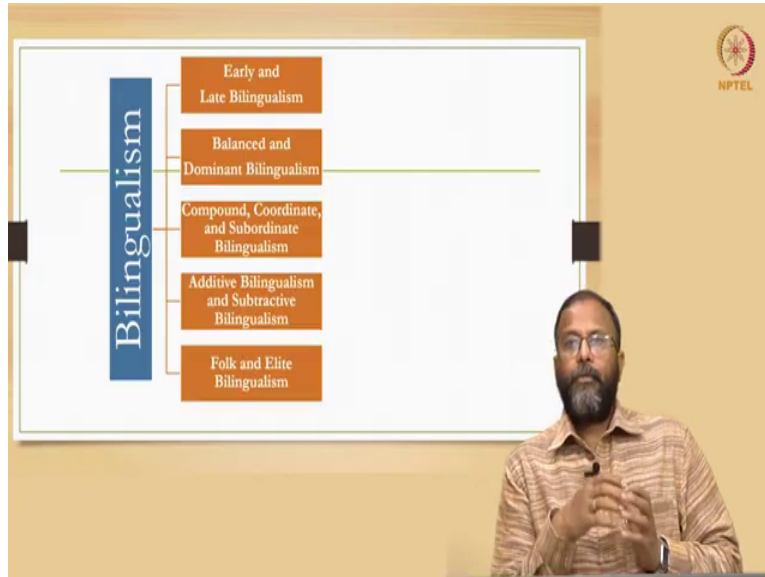 Bilingualism
Early and
Late Bilingualism
Balanced and
Dominant Bilingualism
Compound, Coordinate,
and Subordinate
Bilingualism
Additive Bilingualism
and Subtractive
Bilingualism
Folk and Elite
Bilingualism
NPTEL